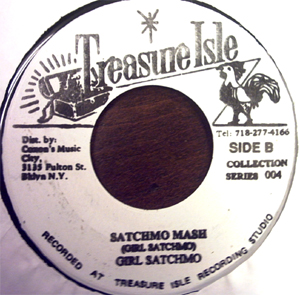 Treasure Isle
Tel: 718-277-4166
Dist. by:
Canon's Music
City,
3135 Fulton St.
Bklyn N.Y.
SIDE B
COLLECTION
SERIES 004
SATCHMO MASH
(GIRL SATCHMO)
GIRL SATCHMO
RECORDED AT TREASURE ISLE RECORDING STUDIO